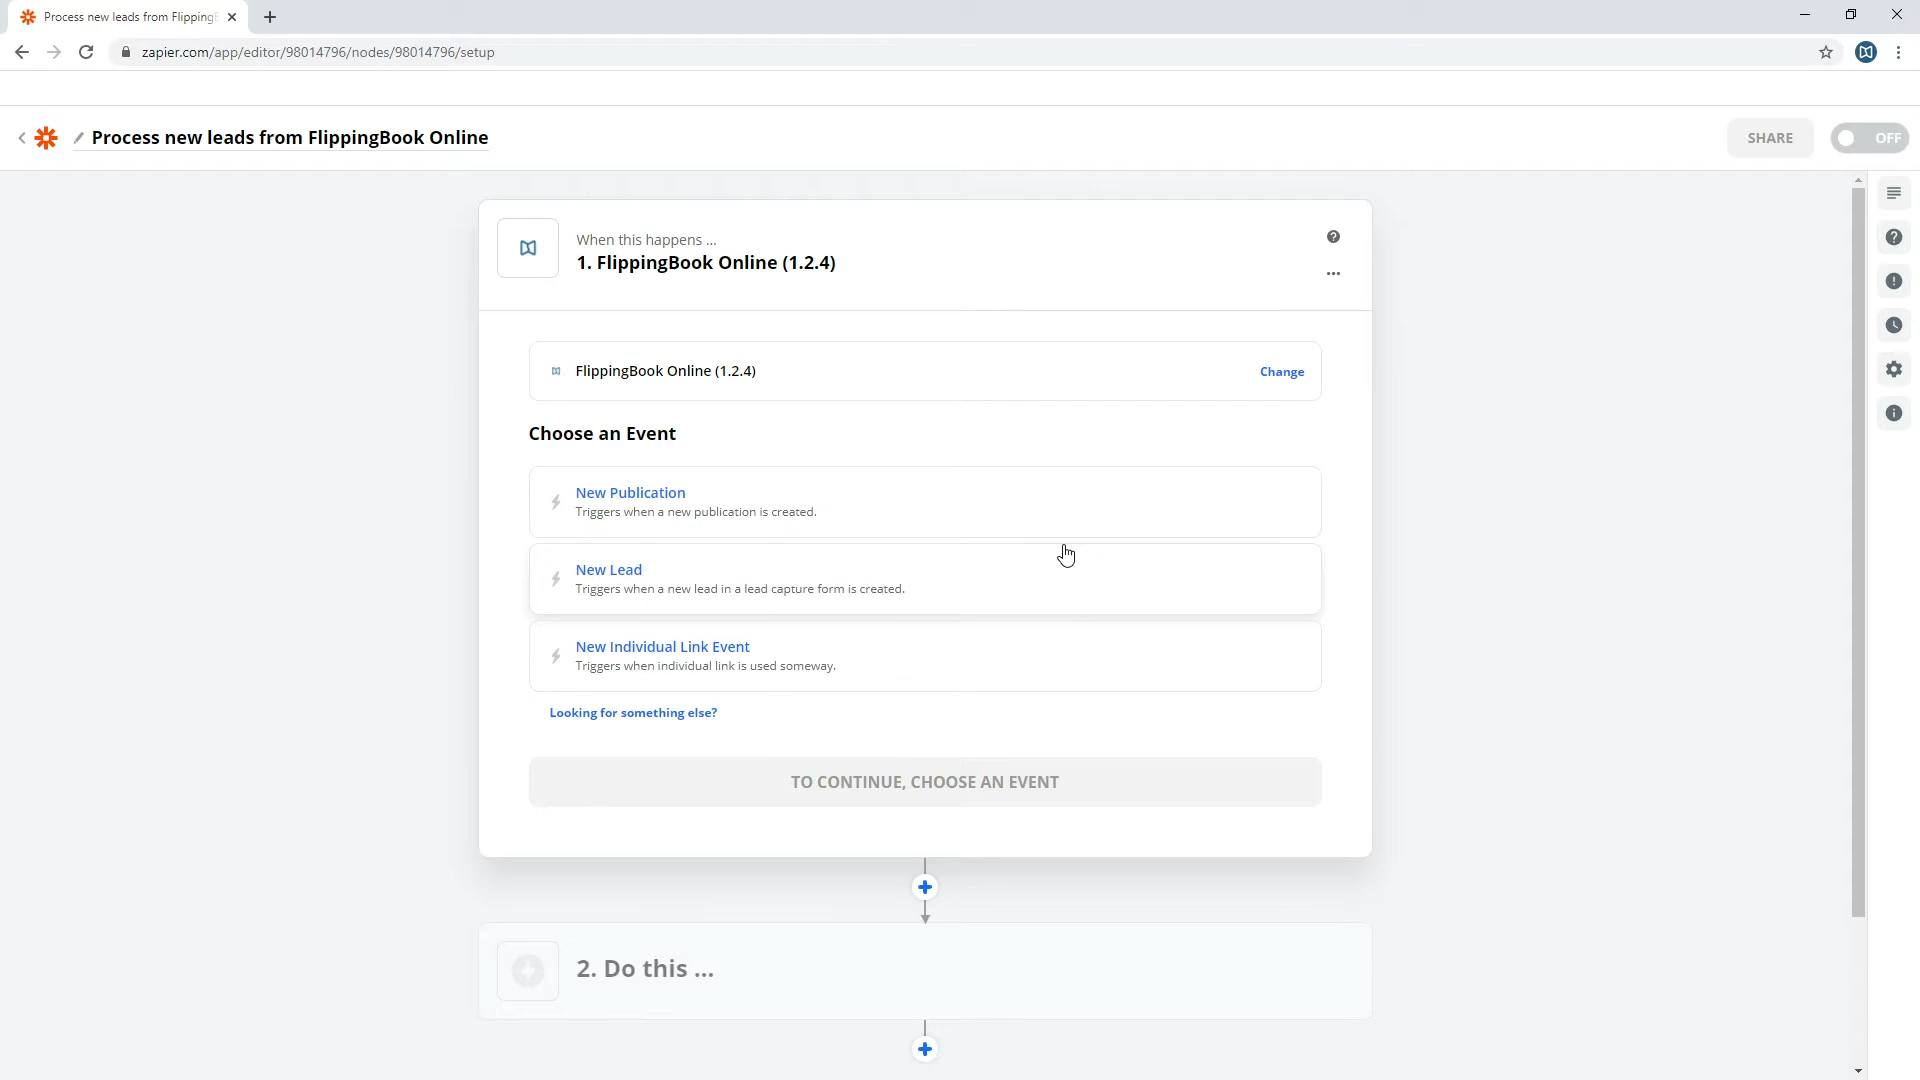 Process new leads from Flipping
zapier.com/app/editor/98014796/nodes/98014796/setup
Process new leads from FlippingBook Online
SHARE
OFF
When this happens ...
1. FlippingBook Online (1.2.4)
FlippingBook Online (1.2.4)
Change
Choose an Event
New Publication
Triggers when a new publication is created.
New Lead
Triggers when a new lead in a lead capture form is created.
New Individual Link Event
Triggers when individual link is used someway.
Looking for something else?
TO CONTINUE, CHOOSE AN EVENT
2. Do this ...